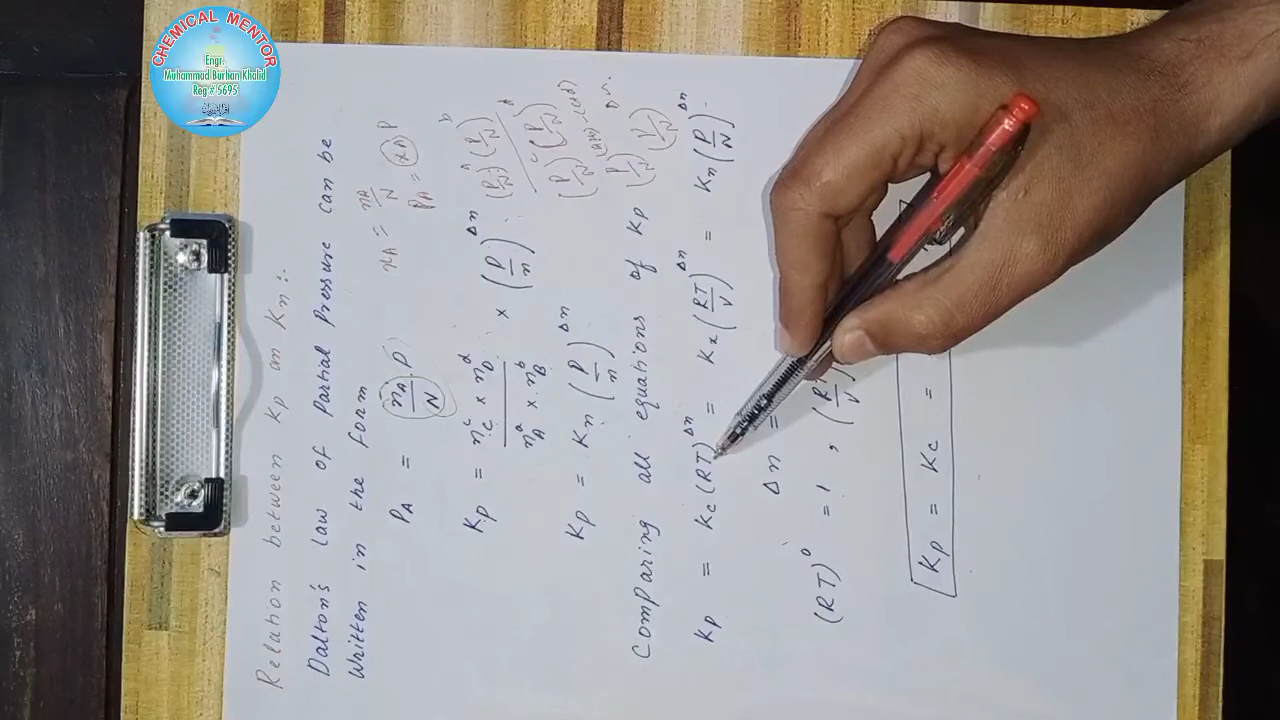 CHEMICAL MENTOR
Engr.
Muhammad Burhan Khalid
Reg # 5695
Relation between Kp an Kn :-
Dalton's law of Partial Pressure can be
written in the form
PA = nA/N . P
xA = nA/N
PA = xA P
Kp = nC^c × nD^d / nA^a × nB^b × (P/n)^Δn
Kp = Kn (P/n)^Δn
(P/N)^a (P/N)^b
(P/N)^c (P/N)^d
(P/N)
(P/N)^Δn
Comparing all equations of Kp
Kp = Kc (RT)^Δn = Kx (RT/V)^Δn = Kn (P/N)^Δn
Δn =
(RT)^0 = 1 ,
Kp = Kc =